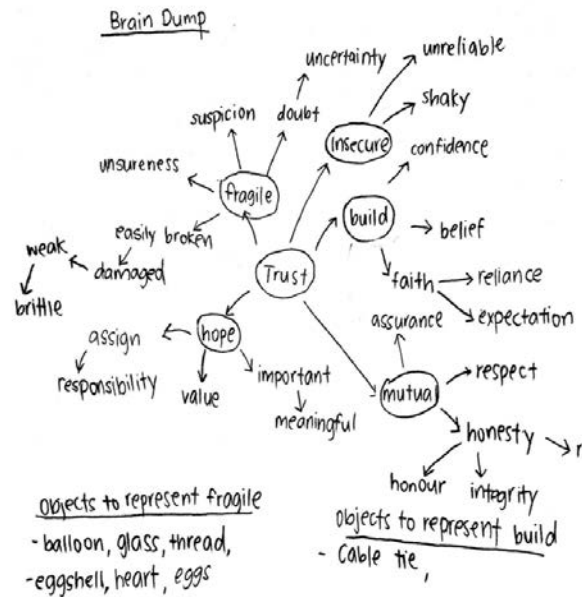 Brain Dump
uncertainty
unreliable
suspicion
doubt
insecure
shaky
unsureness
fragile
build
confidence
easily broken
belief
weak
damaged
Trust
faith
reliance
brittle
assurance
expectation
assign
hope
responsibility
value
important
mutual
respect
meaningful
honesty
honour
integrity
Objects to represent fragile
- balloon, glass, thread,
- eggshell, heart, eggs
Objects to represent build
- Cable tie,